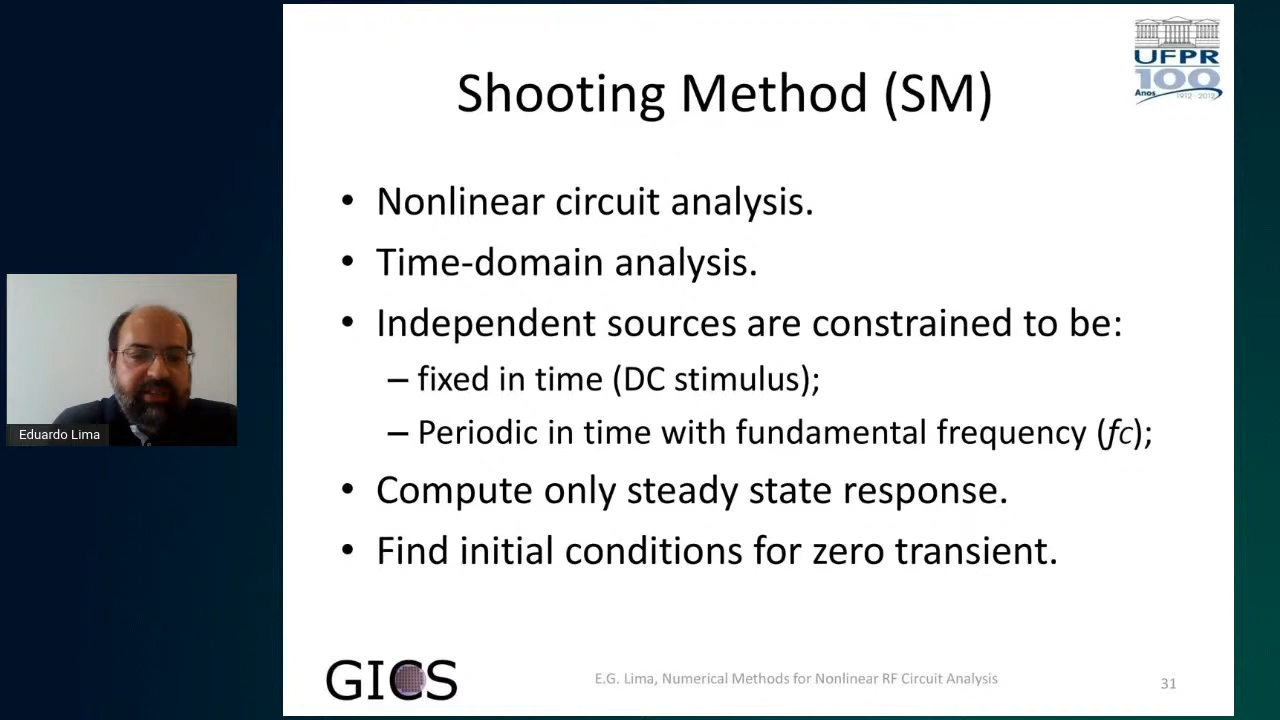 UFPR
100
Anos
1912 - 2012
Shooting Method (SM)
• Nonlinear circuit analysis.
• Time-domain analysis.
• Independent sources are constrained to be:
– fixed in time (DC stimulus);
– Periodic in time with fundamental frequency (fc);
• Compute only steady state response.
• Find initial conditions for zero transient.
Eduardo Lima
GICS
E.G. Lima, Numerical Methods for Nonlinear RF Circuit Analysis
31